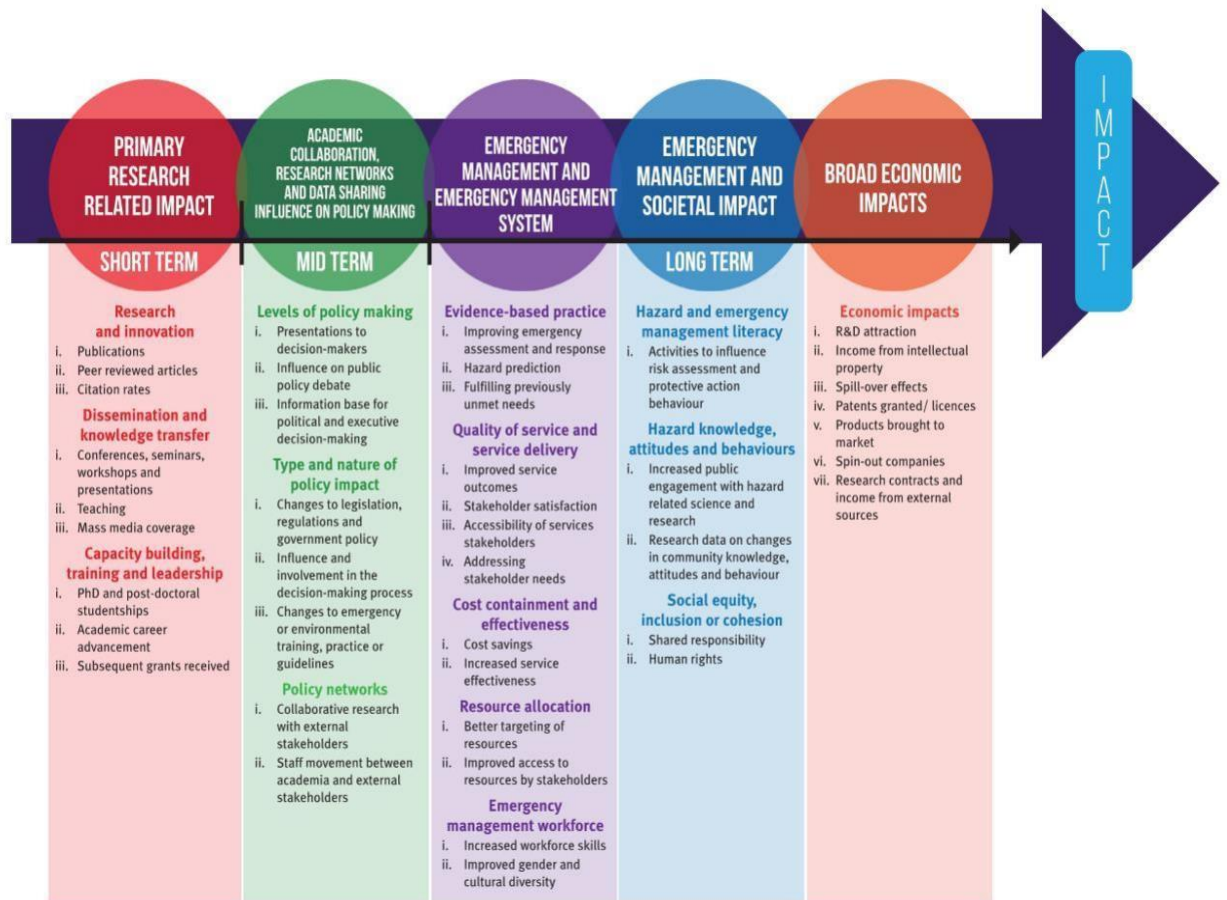 PRIMARY
RESEARCH
RELATED IMPACT
SHORT TERM
Research
and innovation
i. Publications
ii. Peer reviewed articles
iii. Citation rates
Dissemination and
knowledge transfer
i. Conferences, seminars,
workshops and
presentations
ii. Teaching
iii. Mass media coverage
Capacity building,
training and leadership
i. PhD and post-doctoral
studentships
ii. Academic career
advancement
iii. Subsequent grants received
ACADEMIC
COLLABORATION,
RESEARCH NETWORKS
AND DATA SHARING
INFLUENCE ON POLICY MAKING
MID TERM
Levels of policy making
i. Presentations to
decision-makers
ii. Influence on public
policy debate
iii. Information base for
political and executive
decision-making
Type and nature of
policy impact
i. Changes to legislation,
regulations and
government policy
ii. Influence and
involvement in the
decision-making process
iii. Changes to emergency
or environmental
training, practice or
guidelines
Policy networks
i. Collaborative research
with external
stakeholders
ii. Staff movement between
academia and external
stakeholders
EMERGENCY
MANAGEMENT AND
EMERGENCY MANAGEMENT
SYSTEM
Evidence-based practice
i. Improving emergency
assessment and response
ii. Hazard prediction
iii. Fulfilling previously
unmet needs
Quality of service and
service delivery
i. Improved service
outcomes
ii. Stakeholder satisfaction
iii. Accessibility of services
stakeholders
iv. Addressing
stakeholder needs
Cost containment and
effectiveness
i. Cost savings
ii. Increased service
effectiveness
Resource allocation
i. Better targeting of
resources
ii. Improved access to
resources by stakeholders
Emergency
management workforce
i. Increased workforce skills
ii. Improved gender and
cultural diversity
EMERGENCY
MANAGEMENT AND
SOCIETAL IMPACT
LONG TERM
Hazard and emergency
management literacy
i. Activities to influence
risk assessment and
protective action
behaviour
Hazard knowledge,
attitudes and behaviours
i. Increased public
engagement with hazard
related science and
research
ii. Research data on changes
in community knowledge,
attitudes and behaviour
Social equity,
inclusion or cohesion
i. Shared responsibility
ii. Human rights
BROAD ECONOMIC
IMPACTS
Economic impacts
i. R&D attraction
ii. Income from intellectual
property
iii. Spill-over effects
iv. Patents granted/ licences
v. Products brought to
market
vi. Spin-out companies
vii. Research contracts and
income from external
sources
IMPACT